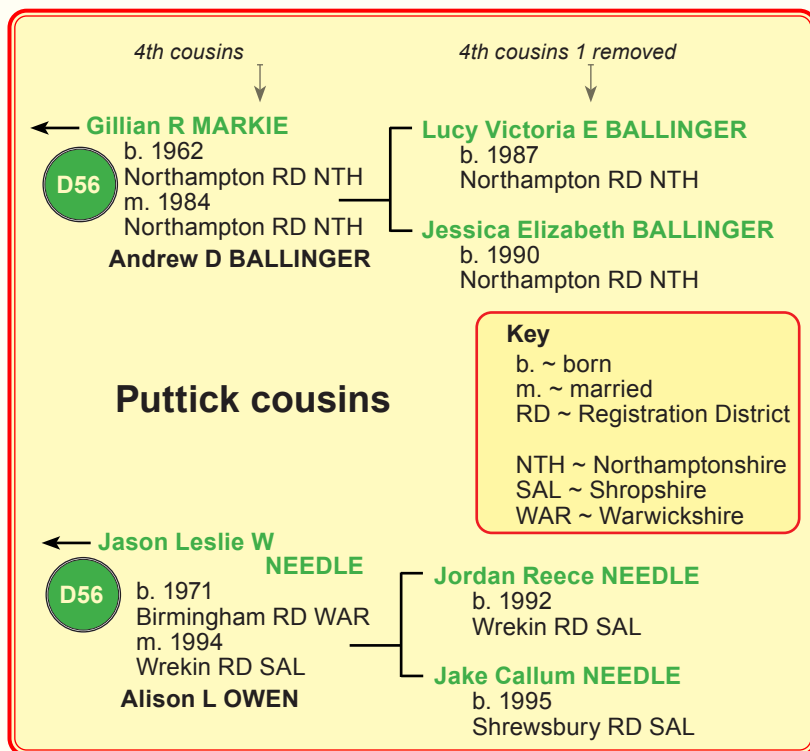 4th cousins
4th cousins 1 removed
Gillian R MARKIE
D56
b. 1962
Northampton RD NTH
m. 1984
Northampton RD NTH
Andrew D BALLINGER
Lucy Victoria E BALLINGER
b. 1987
Northampton RD NTH
Jessica Elizabeth BALLINGER
b. 1990
Northampton RD NTH
Key
b. ~ born
m. ~ married
RD ~ Registration District
NTH ~ Northamptonshire
SAL ~ Shropshire
WAR ~ Warwickshire
Puttick cousins
Jason Leslie W
NEEDLE
D56
b. 1971
Birmingham RD WAR
m. 1994
Wrekin RD SAL
Alison L OWEN
Jordan Reece NEEDLE
b. 1992
Wrekin RD SAL
Jake Callum NEEDLE
b. 1995
Shrewsbury RD SAL